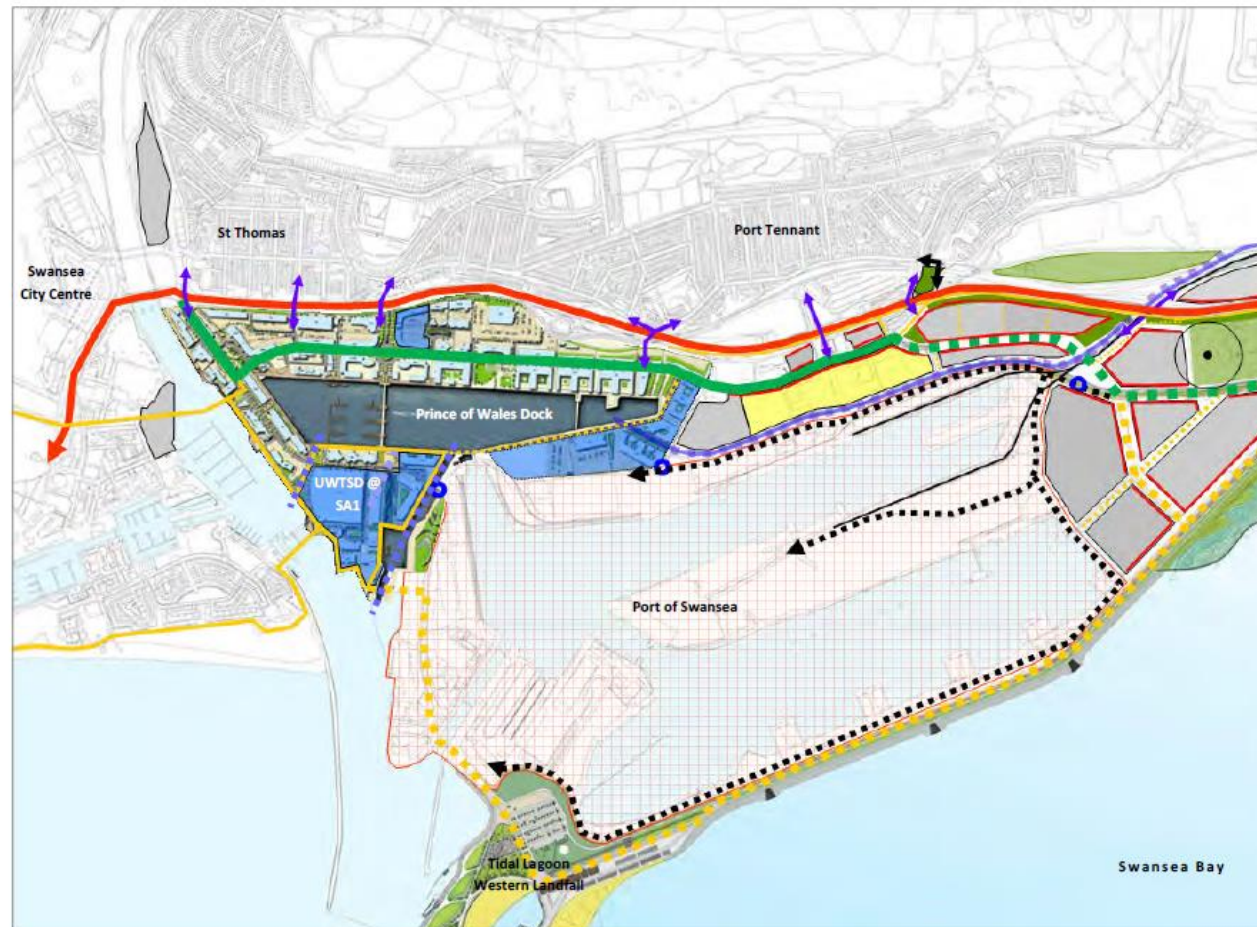 St Thomas
Port Tennant
Swansea
City Centre
Prince of Wales Dock
UWTSD @
SA1
Port of Swansea
Tidal Lagoon
Western Landfall
Swansea Bay